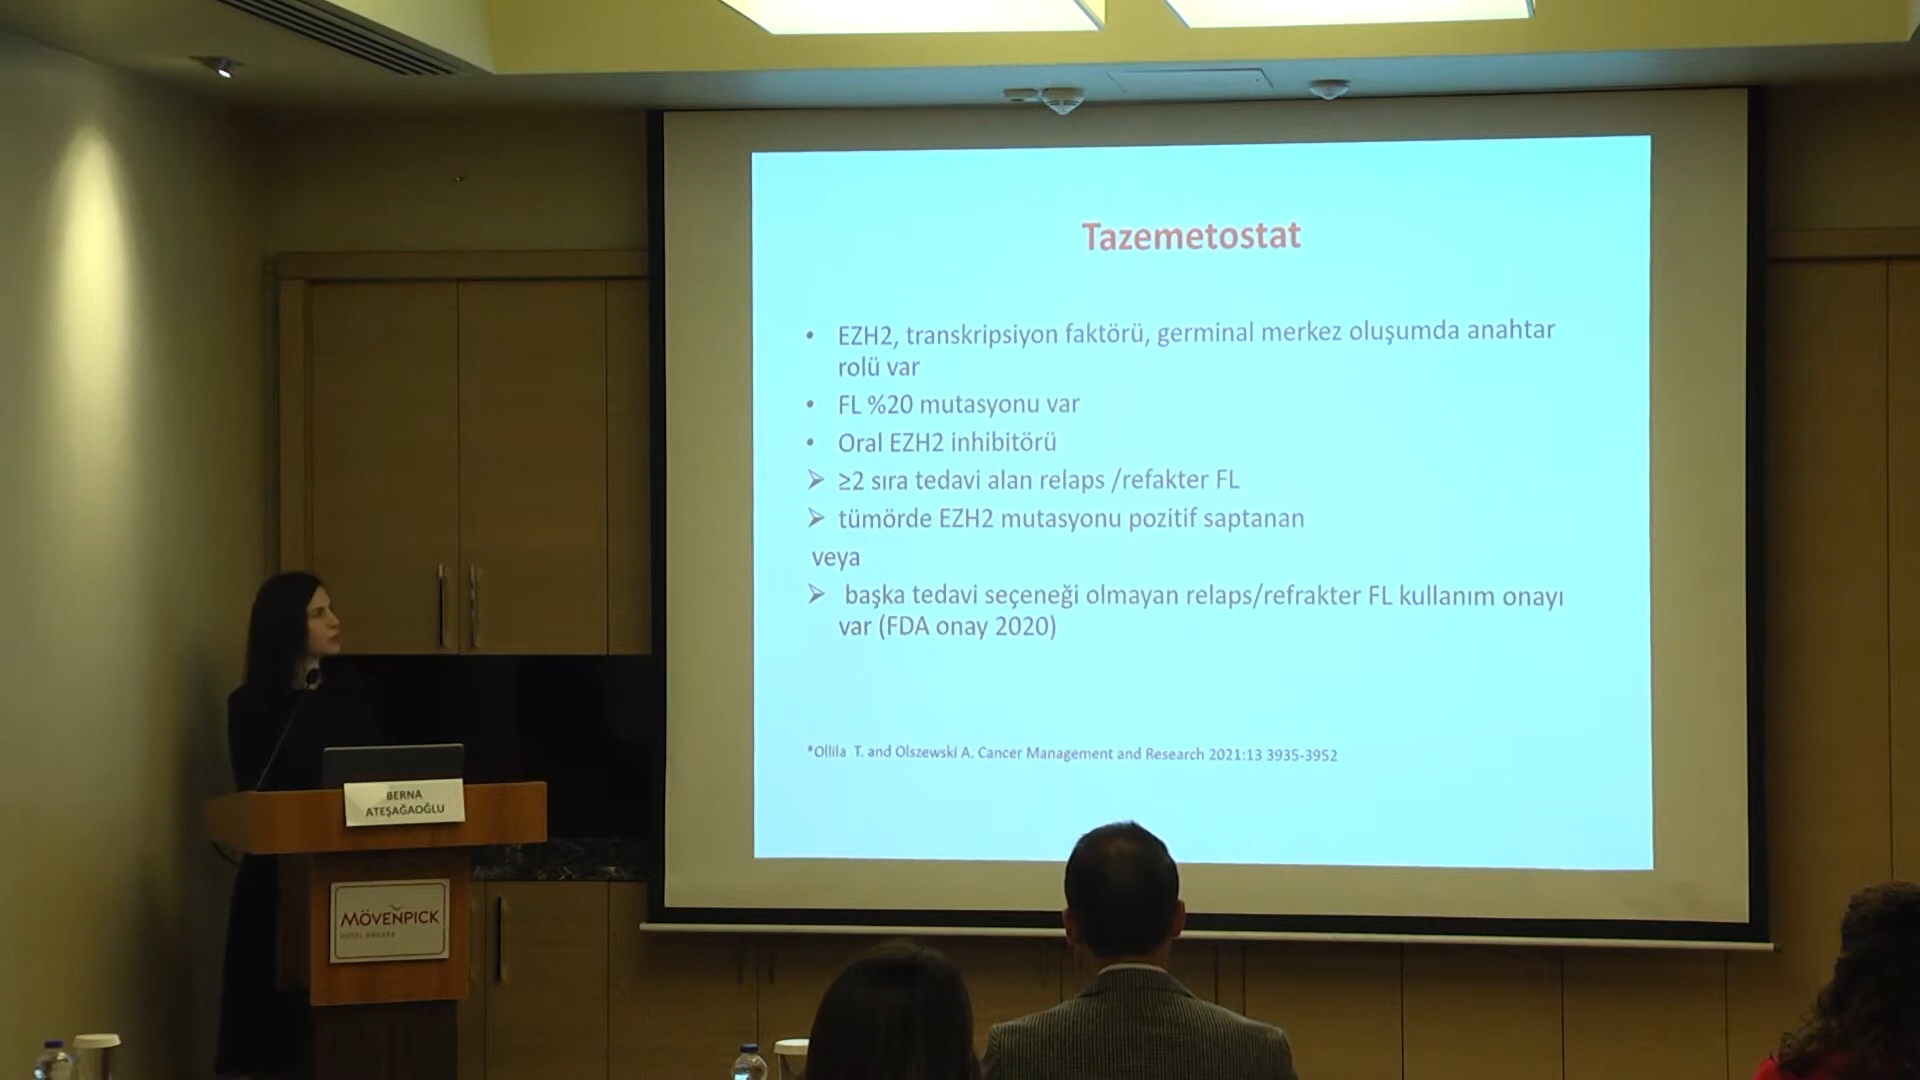 Tazemetostat
• EZH2, transkripsiyon faktörü, germinal merkez oluşumda anahtar
rolü var
• FL %20 mutasyonu var
• Oral EZH2 inhibitörü
➢ ≥2 sıra tedavi alan relaps /refakter FL
➢ tümörde EZH2 mutasyonu pozitif saptanan
veya
➢ başka tedavi seçeneği olmayan relaps/refrakter FL kullanım onayı
var (FDA onay 2020)
*Ollila T. and Olszewski A. Cancer Management and Research 2021:13 3935-3952
BERNA
ATEŞAĞAOĞLU
MÖVENPICK
HOTEL ANKARA